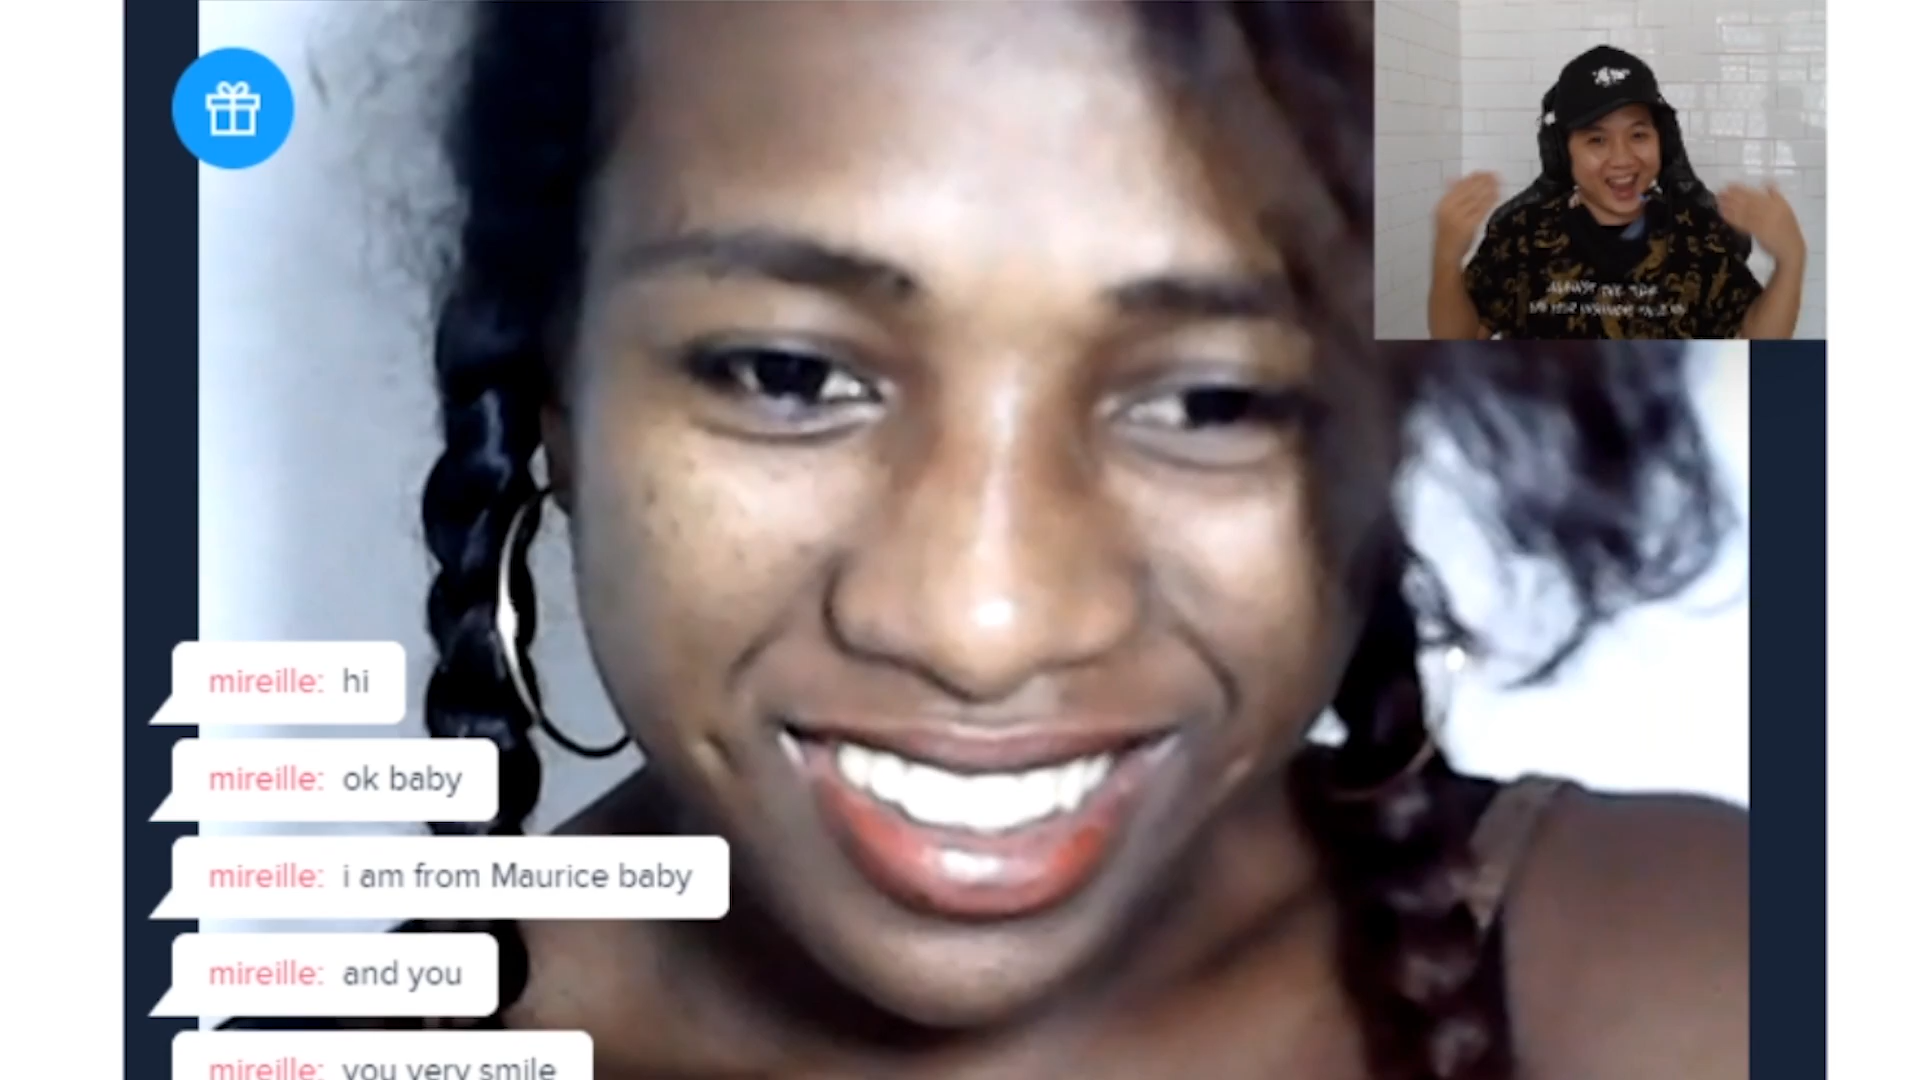 mireille: hi
mireille: ok baby
mireille: i am from Maurice baby
mireille: and you
mireille: you very smile